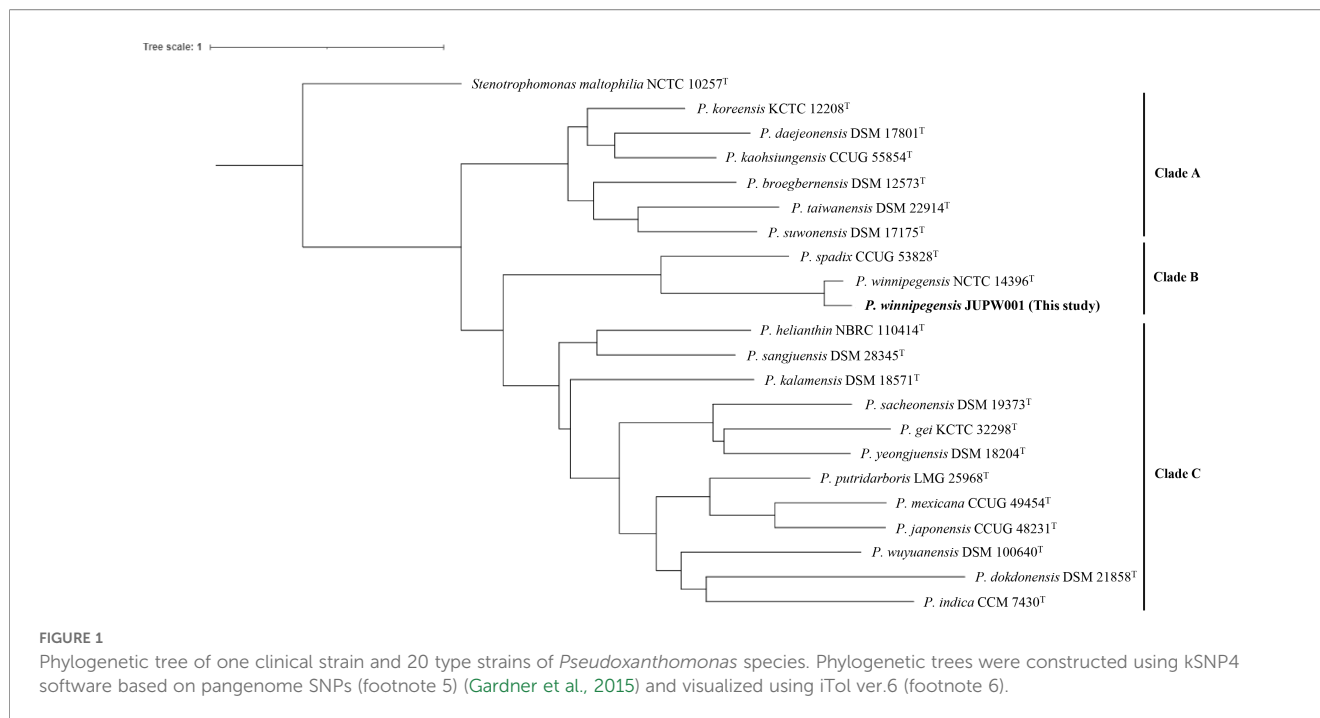 Tree scale: 1
Stenotrophomonas maltophilia NCTC 10257ᵀ
P. koreensis KCTC 12208ᵀ
P. daejeonensis DSM 17801ᵀ
P. kaohsiungensis CCUG 55854ᵀ
P. broegbernensis DSM 12573ᵀ
P. taiwanensis DSM 22914ᵀ
P. suwonensis DSM 17175ᵀ
Clade A
P. spadix CCUG 53828ᵀ
P. winnipegensis NCTC 14396ᵀ
P. winnipegensis JUPW001 (This study)
Clade B
P. helianthin NBRC 110414ᵀ
P. sangjuensis DSM 28345ᵀ
P. kalamensis DSM 18571ᵀ
P. sacheonensis DSM 19373ᵀ
P. gei KCTC 32298ᵀ
P. yeongjuensis DSM 18204ᵀ
P. putridarboris LMG 25968ᵀ
P. mexicana CCUG 49454ᵀ
P. japonensis CCUG 48231ᵀ
P. wuyuanensis DSM 100640ᵀ
P. dokdonensis DSM 21858ᵀ
P. indica CCM 7430ᵀ
Clade C
FIGURE 1
Phylogenetic tree of one clinical strain and 20 type strains of Pseudoxanthomonas species. Phylogenetic trees were constructed using kSNP4
software based on pangenome SNPs (footnote 5) (Gardner et al., 2015) and visualized using iTol ver.6 (footnote 6).